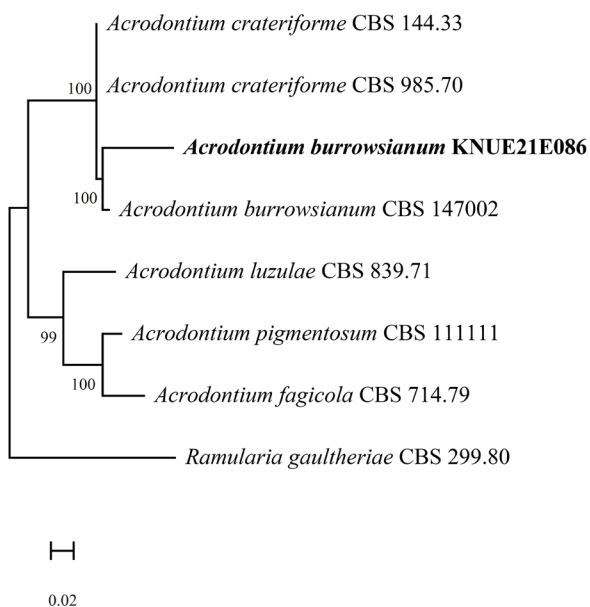 Acrodontium crateriforme CBS 144.33
100
Acrodontium crateriforme CBS 985.70
Acrodontium burrowsianum KNUE21E086
100
Acrodontium burrowsianum CBS 147002
Acrodontium luzulae CBS 839.71
99
Acrodontium pigmentosum CBS 111111
100
Acrodontium fagicola CBS 714.79
Ramularia gaultheriae CBS 299.80
0.02